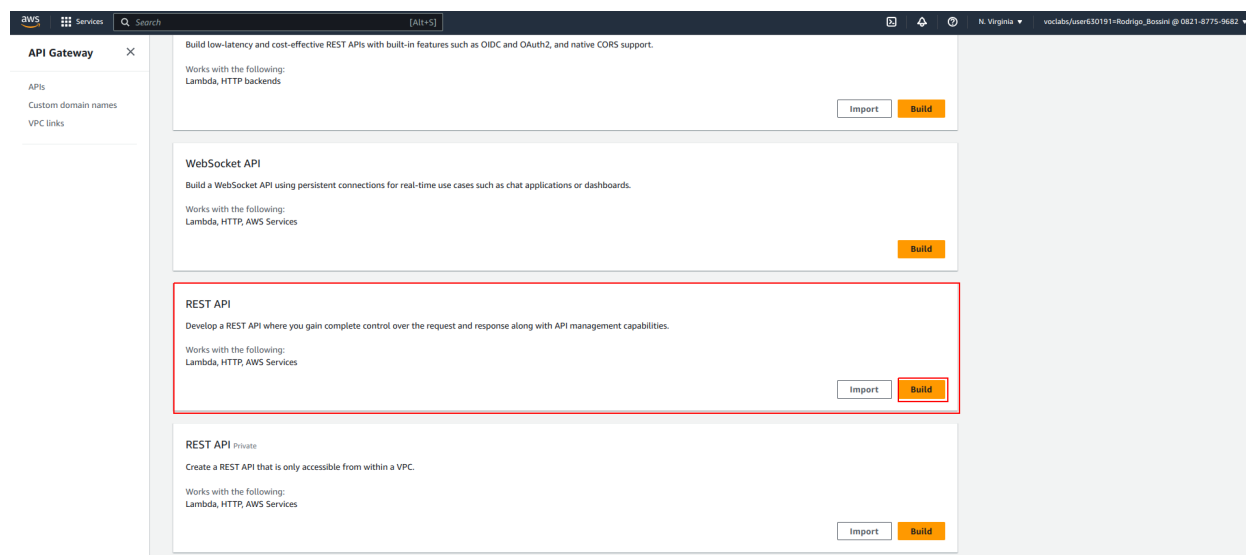 aws
Services
Search
[Alt+S]
N. Virginia
voclabs/user630191=Rodrigo_Bossini @ 0821-8775-9682
API Gateway
APIs
Custom domain names
VPC links
Build low-latency and cost-effective REST APIs with built-in features such as OIDC and OAuth2, and native CORS support.
Works with the following:
Lambda, HTTP backends
Import
Build
WebSocket API
Build a WebSocket API using persistent connections for real-time use cases such as chat applications or dashboards.
Works with the following:
Lambda, HTTP, AWS Services
Build
REST API
Develop a REST API where you gain complete control over the request and response along with API management capabilities.
Works with the following:
Lambda, HTTP, AWS Services
Import
Build
REST API Private
Create a REST API that is only accessible from within a VPC.
Works with the following:
Lambda, HTTP, AWS Services
Import
Build